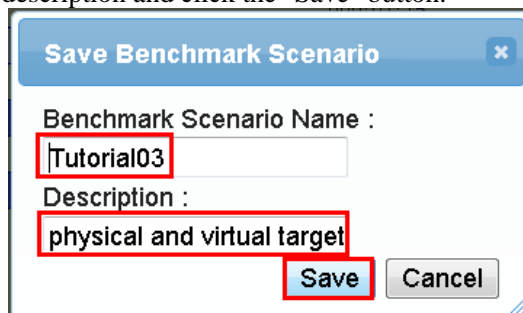 description and click the "Save" button.
Save Benchmark Scenario
Benchmark Scenario Name :
Tutorial03
Description :
physical and virtual target
Save Cancel